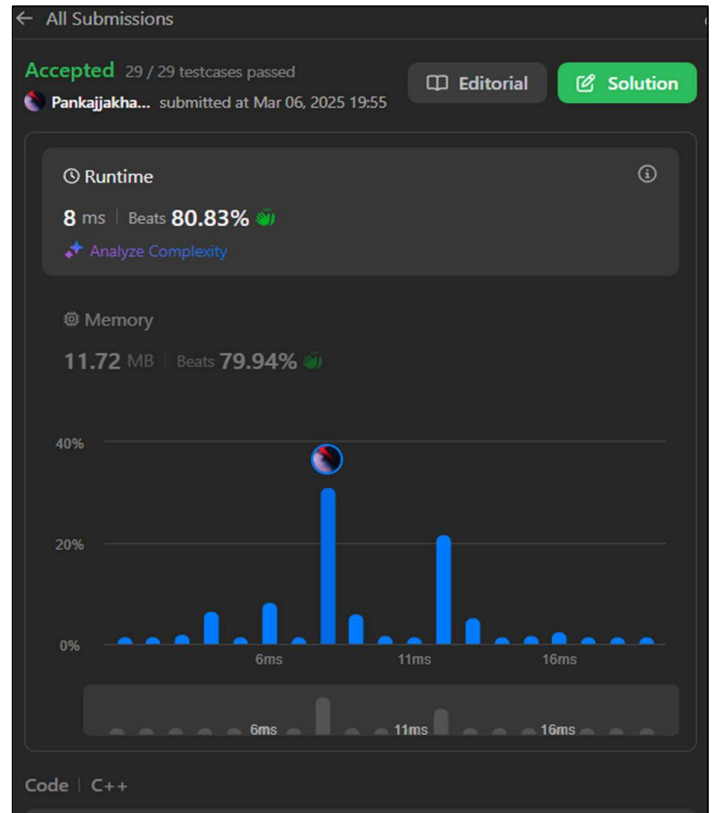 ← All Submissions
Accepted 29 / 29 testcases passed
Editorial
Solution
Pankajjakha... submitted at Mar 06, 2025 19:55
Runtime
8 ms | Beats 80.83%
Analyze Complexity
Memory
11.72 MB | Beats 79.94%
40%
20%
0%
6ms 11ms 16ms
6ms 11ms 16ms
Code | C++